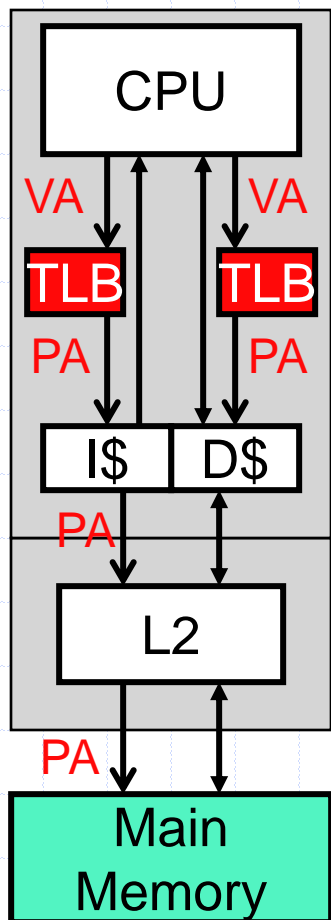 CPU
VA VA
TLB TLB
PA PA
I$ D$
PA
L2
PA
Main
Memory